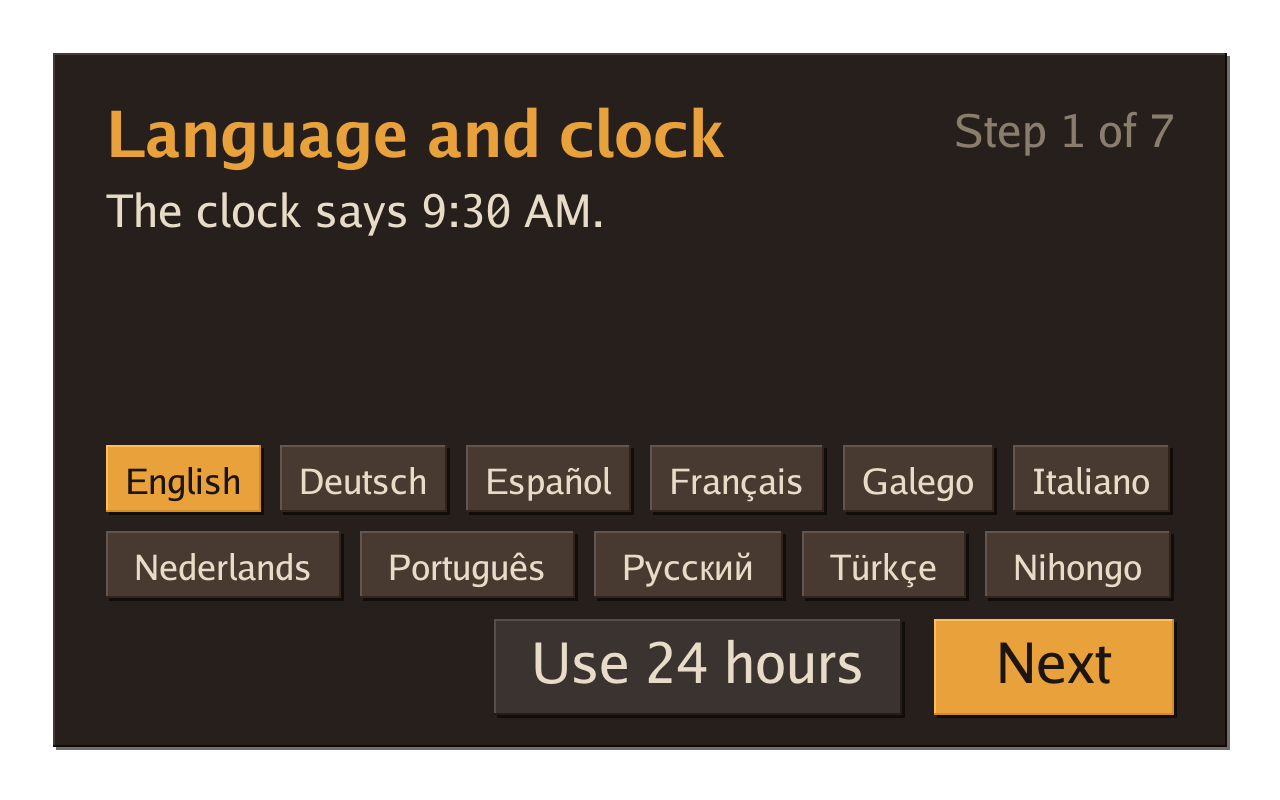 Language and clock
Step 1 of 7
The clock says 9:30 AM.
English Deutsch Español Français Galego Italiano
Nederlands Português Русский Türkçe Nihongo
Use 24 hours Next